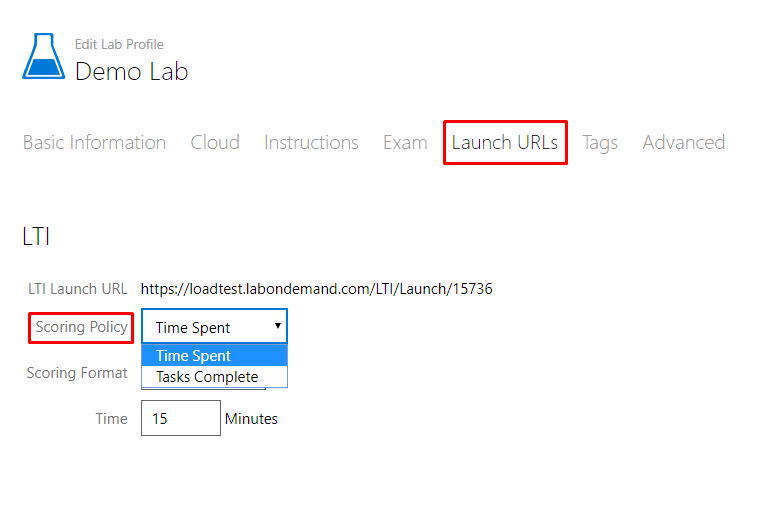 Edit Lab Profile
Demo Lab
Basic Information Cloud Instructions Exam Launch URLs Tags Advanced
LTI
LTI Launch URL https://loadtest.labondemand.com/LTI/Launch/15736
Scoring Policy Time Spent
Time Spent
Scoring Format Tasks Complete
Time 15 Minutes